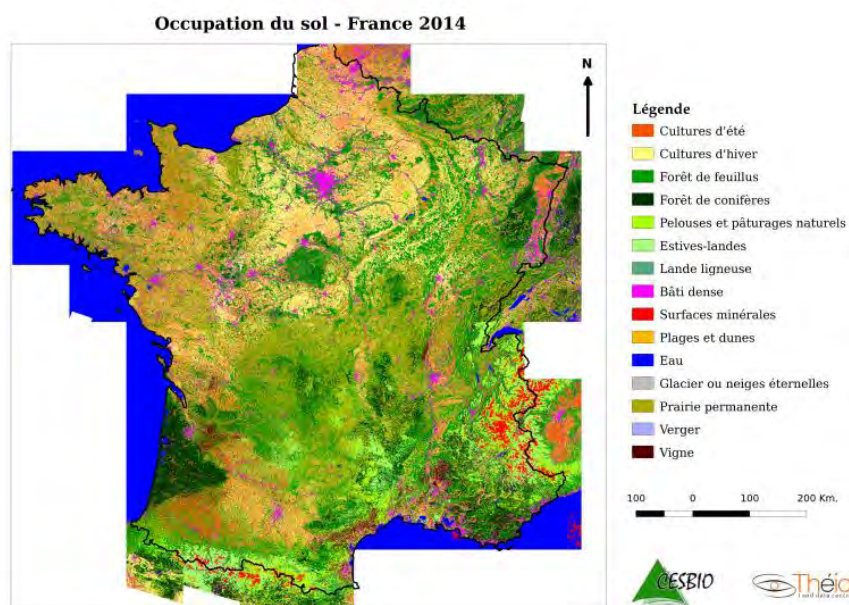 Occupation du sol - France 2014
N
Légende
Cultures d'été
Cultures d'hiver
Forêt de feuillus
Forêt de conifères
Pelouses et pâturages naturels
Estives-landes
Lande ligneuse
Bâti dense
Surfaces minérales
Plages et dunes
Eau
Glacier ou neiges éternelles
Prairie permanente
Verger
Vigne
100 0 100 200 Km.
CESBIO